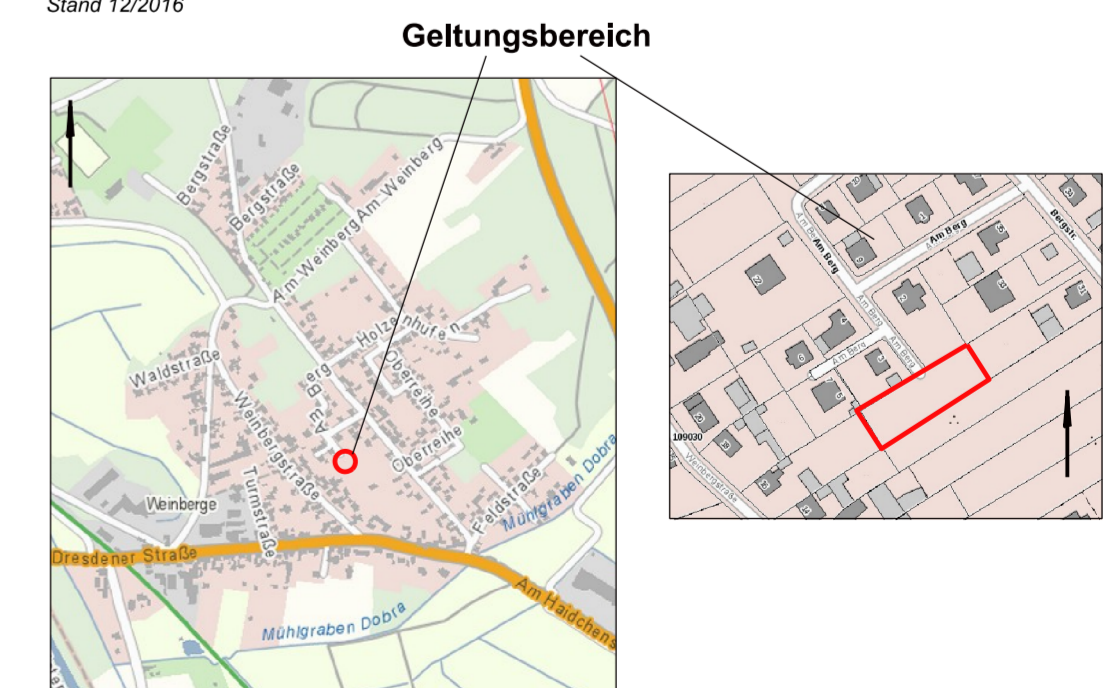 Stand 12/2016
Geltungsbereich
Bergstraße
Bergstraße
Am-Weinberg
Am-Weinberg
Holzenhufen
Oberreihe
Am Berg
Waldstraße
Weinbergstraße
Oberreihe
Turmstraße
Feldstraße
Mühlgraben Dobra
Weinberge
Dresdener Straße
Am Haidchens
Mühlgraben Dobra
Am Berg
Am Berg
Bergstr.
Am Berg
Am Berg
Am Berg
109030
Weinbergstraße